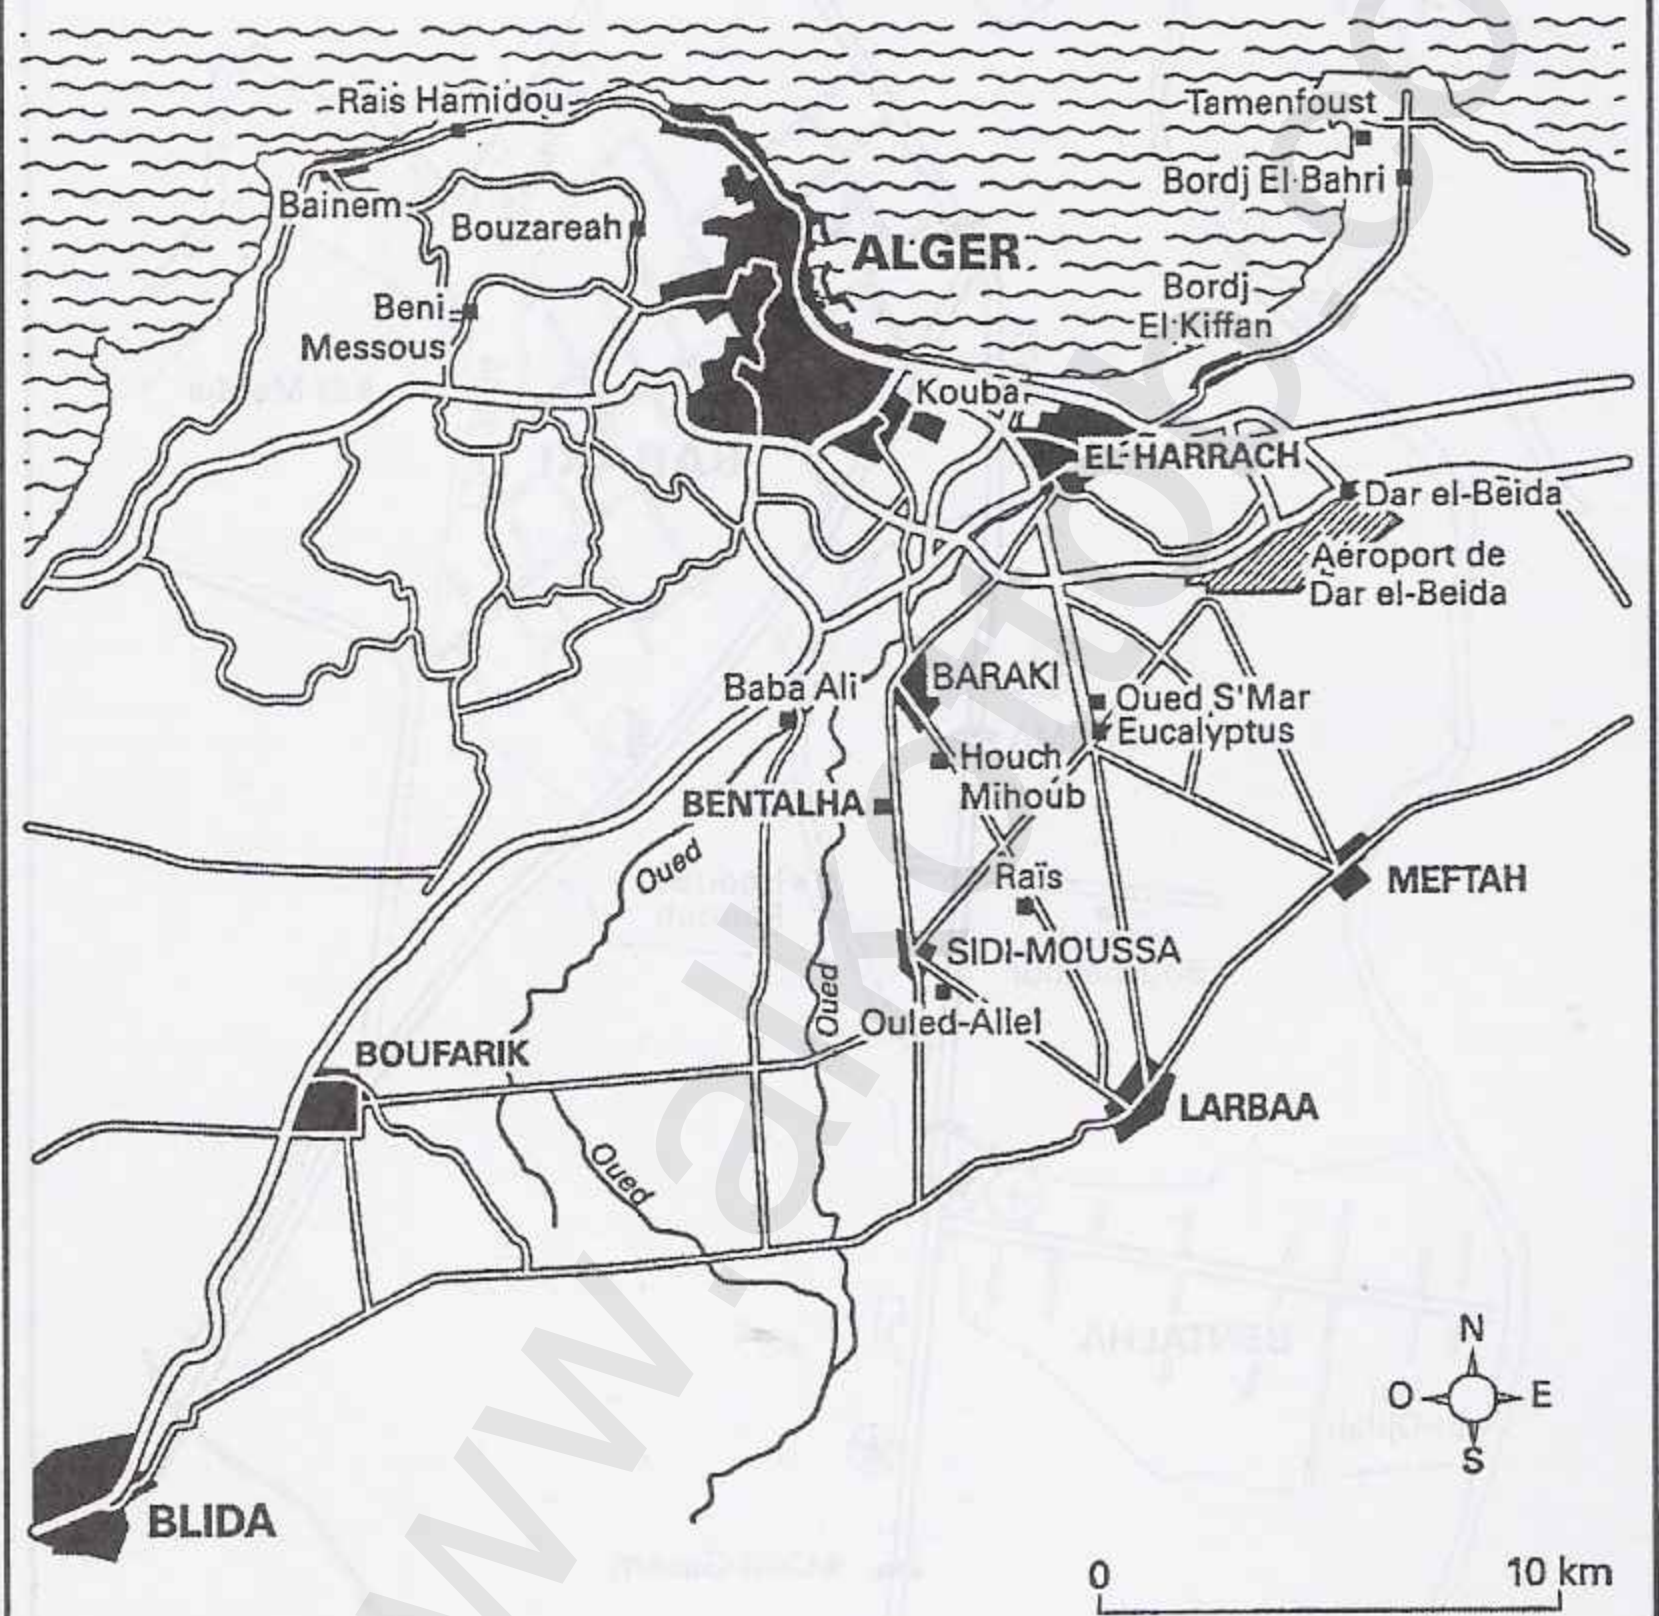 Rais Hamidou
Tamenfoust
Bordj El Bahri
Bainem
Bouzareah
ALGER
Beni
Messous
Bordj
El Kiffan
Kouba
EL-HARRACH
Dar el-Bëida
Aéroport de
Dar el-Beida
Baba Ali
BARAKI
Oued S'Mar
Eucalyptus
Houch
Mihoub
BENTALHA
Oued
Raïs
MEFTAH
SIDI-MOUSSA
Oued
Ouled-Allel
BOUFARIK
LARBAA
Oued
N
O E
S
BLIDA
0 10 km